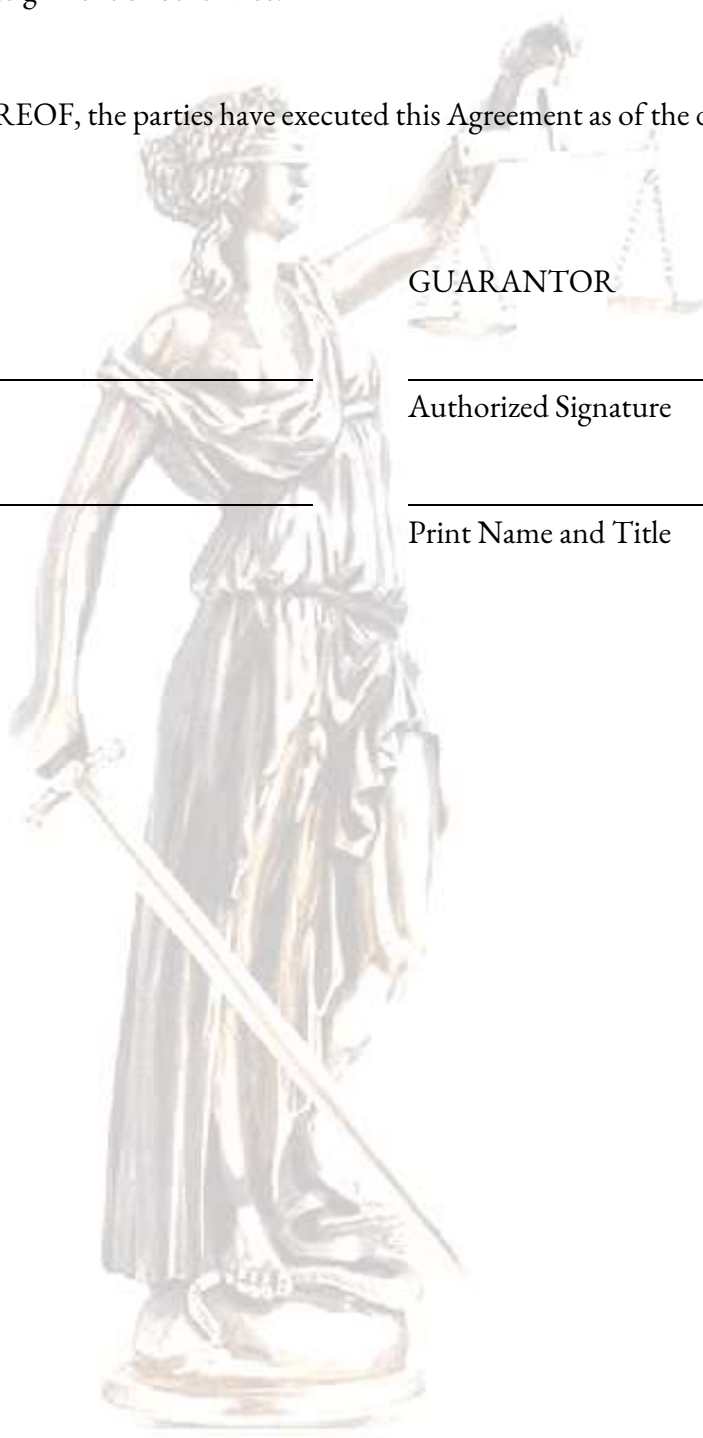 REOF, the parties have executed this Agreement as of the
GUARANTOR
Authorized Signature
Print Name and Title